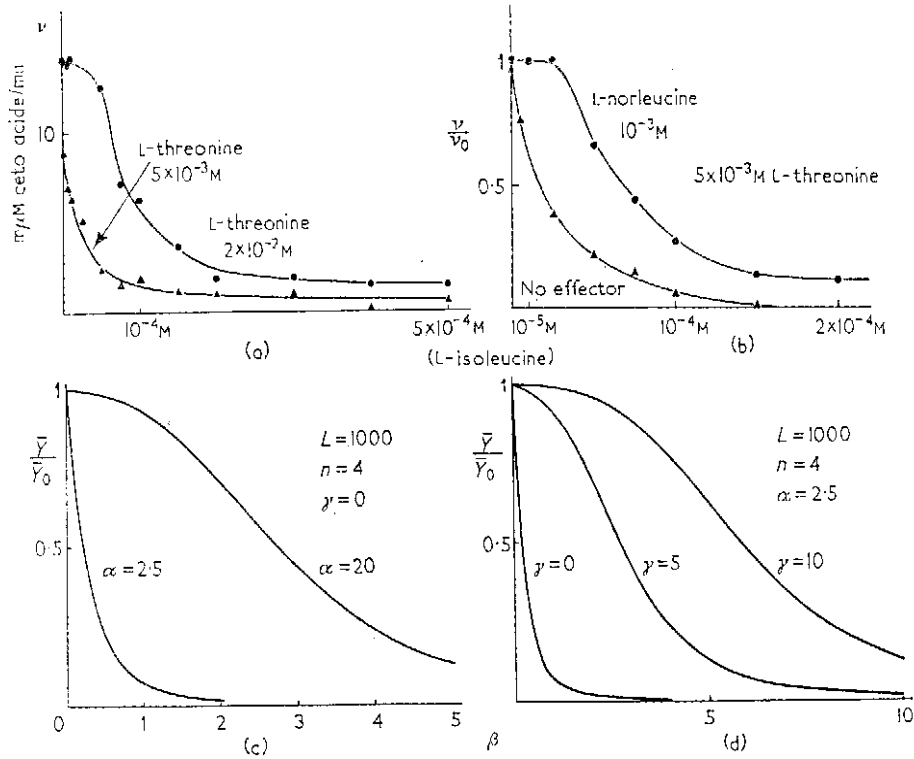 ν
mμM ceto acide/mn
10
L-threonine
5×10⁻³M
L-threonine
2×10⁻²M
10⁻⁴M
5×10⁻⁴M
(a)
ν/ν₀
1
0·5
L-norleucine
10⁻³M
5×10⁻³M L-threonine
No effector
10⁻⁵M
10⁻⁴M
2×10⁻⁴M
(b)
(L-isoleucine)
Ȳ/Ȳ₀
1
0·5
L=1000
n=4
γ=0
α=2·5
α=20
0
1
2
3
4
5
(c)
β
Ȳ/Ȳ₀
1
0·5
L=1000
n=4
α=2·5
γ=0
γ=5
γ=10
5
10
(d)